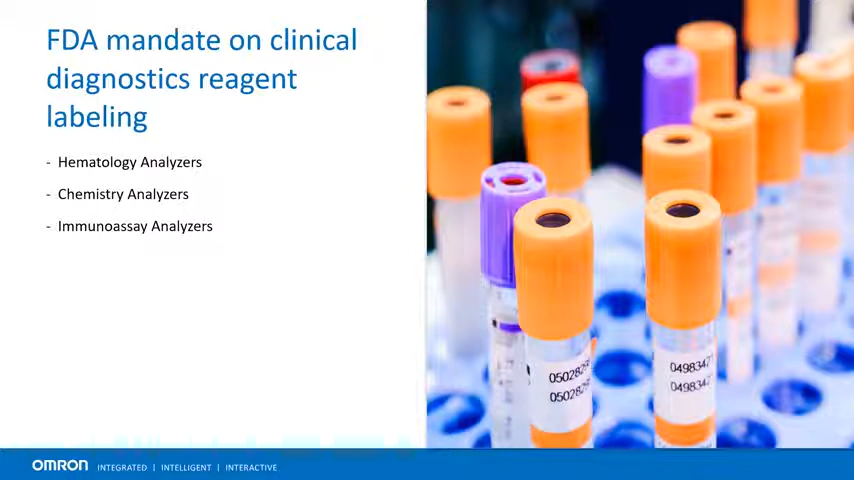 FDA mandate on clinical
diagnostics reagent
labeling
- Hematology Analyzers
- Chemistry Analyzers
- Immunoassay Analyzers
OMRON INTEGRATED | INTELLIGENT | INTERACTIVE